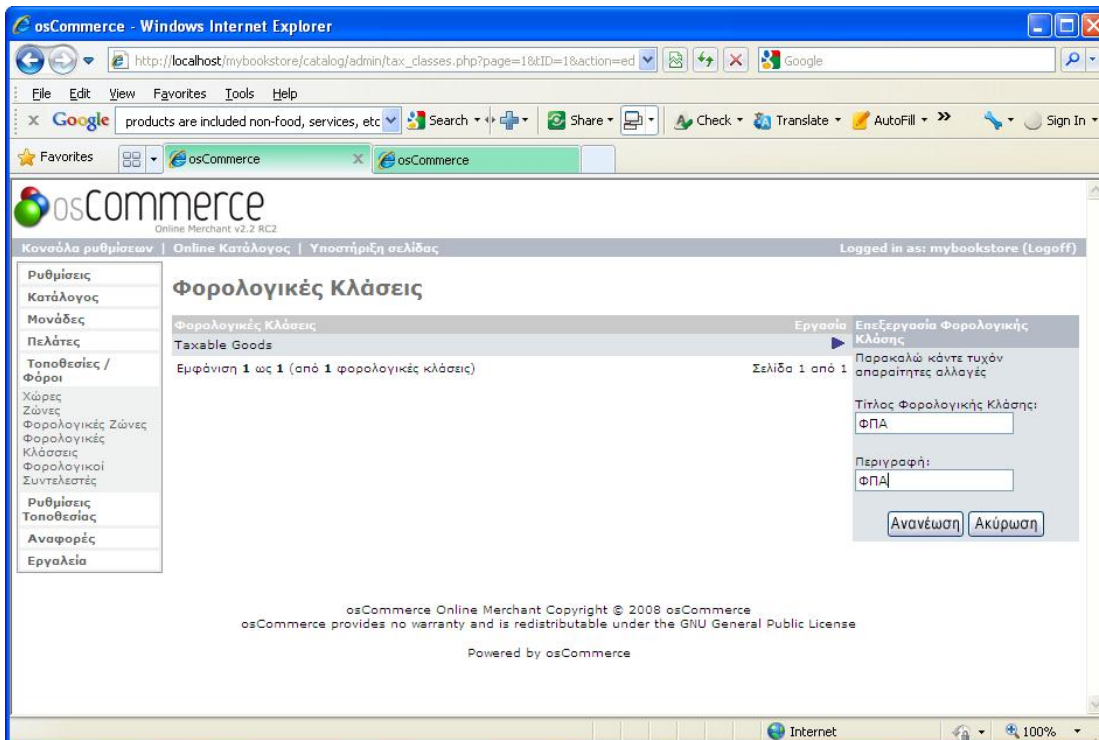 osCommerce - Windows Internet Explorer
http://localhost/mybookstore/catalog/admin/tax_classes.php?page=1&tID=1&action=ed
Google
File Edit View Favorites Tools Help
x Google products are included non-food, services, etc Search Share Check Translate AutoFill Sign In
Favorites osCommerce osCommerce
osCommerce
Online Merchant v2.2 RC2
Κονσόλα ρυθμίσεων | Online Κατάλογος | Υποστήριξη σελίδας Logged in as: mybookstore (Logoff)
Ρυθμίσεις
Κατάλογος
Μονάδες
Πελάτες
Τοποθεσίες /
Φόροι
Χώρες
Ζώνες
Φορολογικές Ζώνες
Φορολογικές
Κλάσσεις
Φορολογικοί
Συντελεστές
Ρυθμίσεις
Τοποθεσίας
Αναφορές
Εργαλεία
Φορολογικές Κλάσεις
Φορολογικές Κλάσεις Εργασία
Taxable Goods
Εμφάνιση 1 ως 1 (από 1 φορολογικές κλάσεις) Σελίδα 1 από 1
Επεξεργασία Φορολογικής
Κλάσης
Παρακαλώ κάντε τυχόν
απαραίτητες αλλαγές
Τίτλος Φορολογικής Κλάσης:
ΦΠΑ
Περιγραφή:
ΦΠΑ
Ανανέωση Ακύρωση
osCommerce Online Merchant Copyright © 2008 osCommerce
osCommerce provides no warranty and is redistributable under the GNU General Public License
Powered by osCommerce
Internet 100%